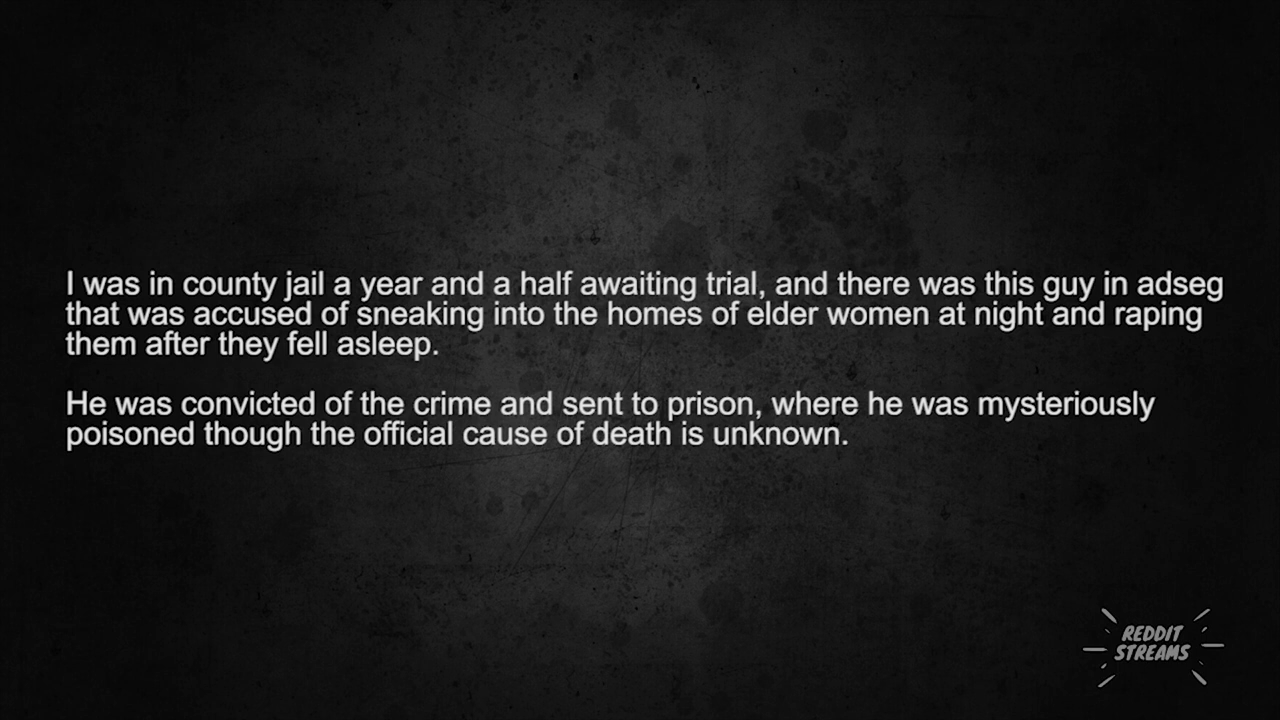 I was in county jail a year and a half awaiting trial, and there was this guy in adseg
that was accused of sneaking into the homes of elder women at night and raping
them after they fell asleep.
He was convicted of the crime and sent to prison, where he was mysteriously
poisoned though the official cause of death is unknown.
REDDIT
STREAMS